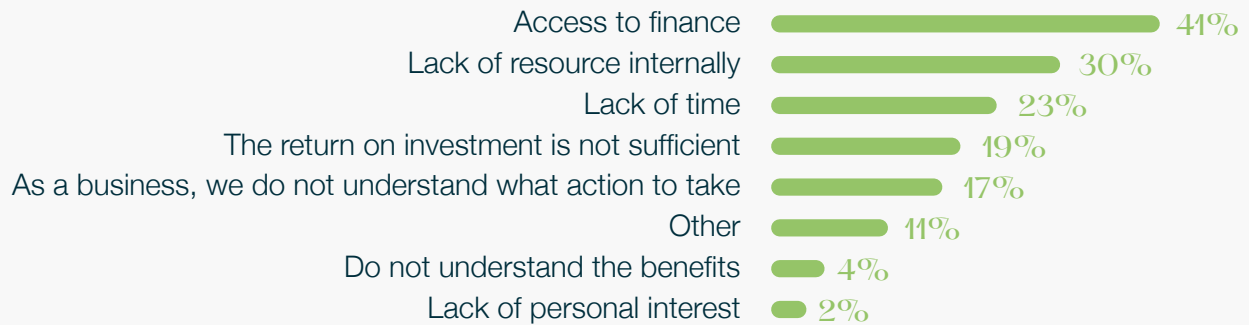 Access to finance 41%
Lack of resource internally 30%
Lack of time 23%
The return on investment is not sufficient 19%
As a business, we do not understand what action to take 17%
Other 11%
Do not understand the benefits 4%
Lack of personal interest 2%